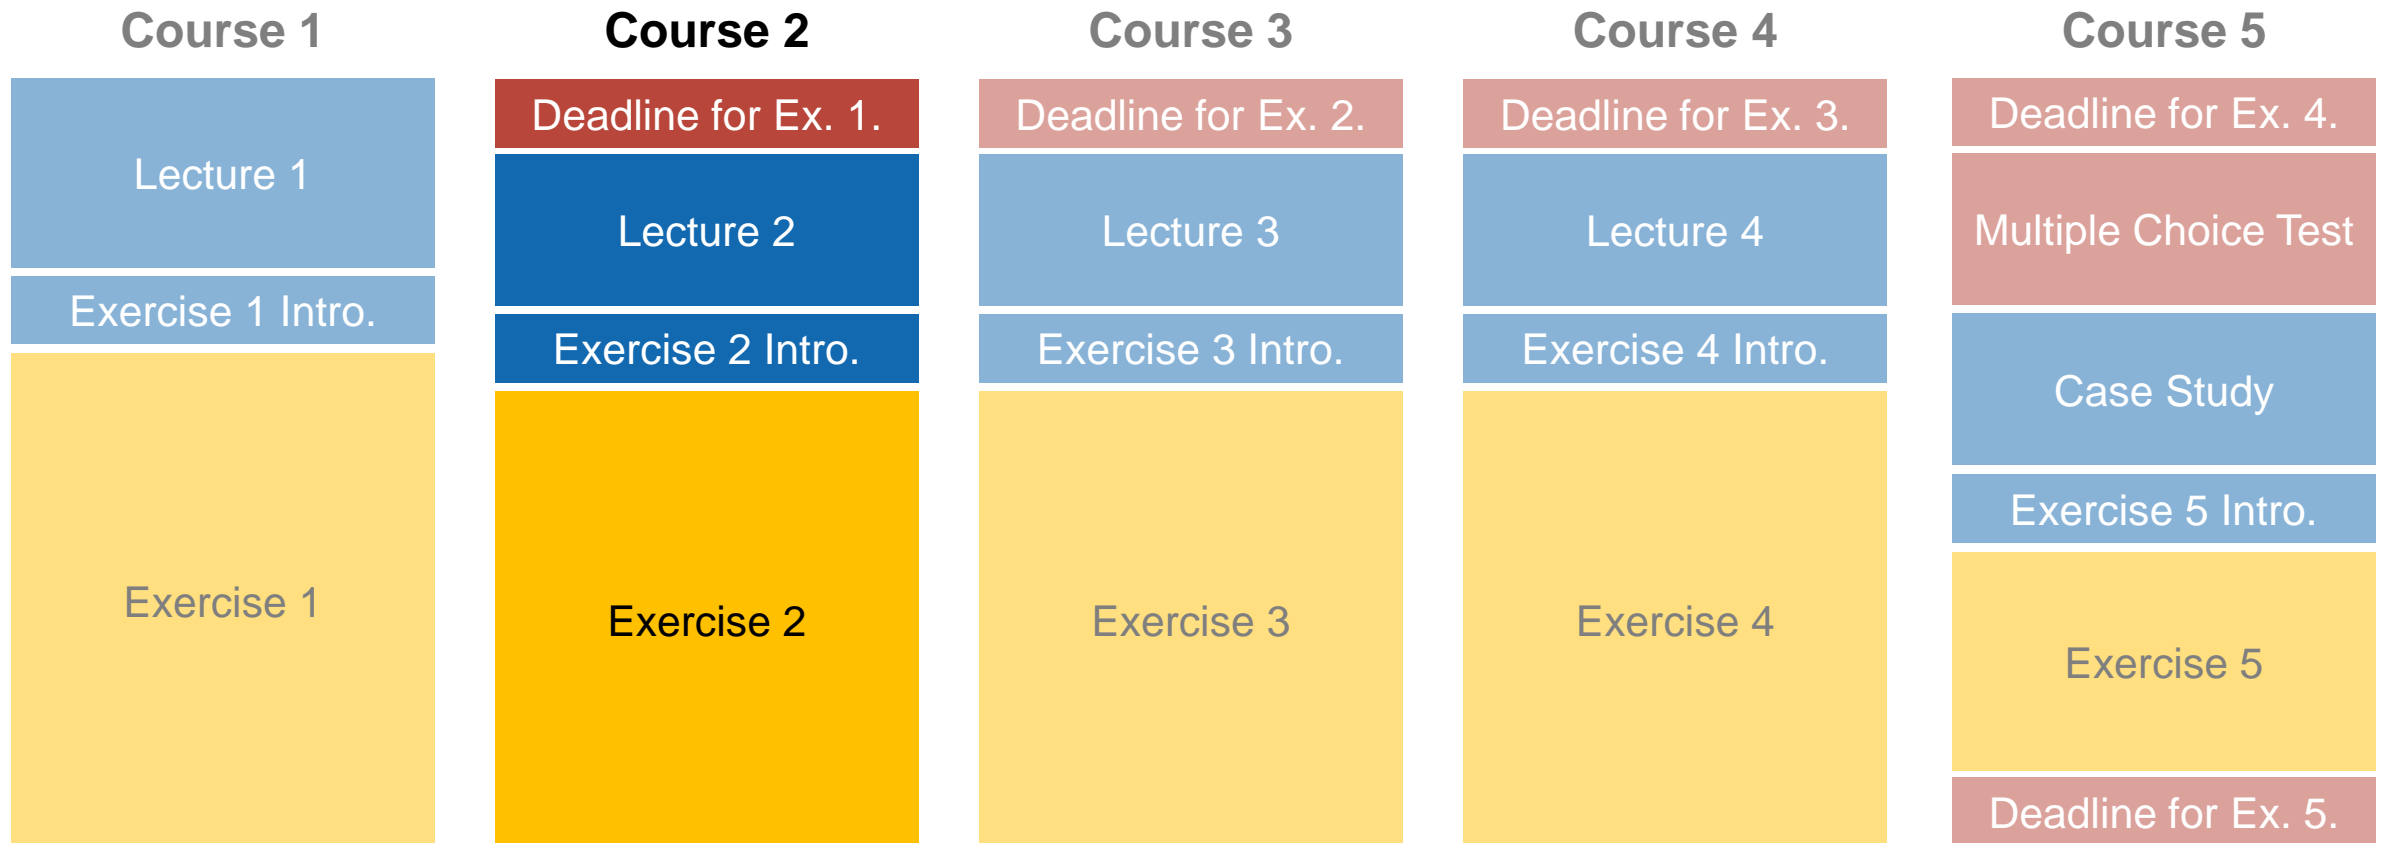 Course 1
Lecture 1
Exercise 1 Intro.
Exercise 1
Course 2
Deadline for Ex. 1.
Lecture 2
Exercise 2 Intro.
Exercise 2
Course 3
Deadline for Ex. 2.
Lecture 3
Exercise 3 Intro.
Exercise 3
Course 4
Deadline for Ex. 3.
Lecture 4
Exercise 4 Intro.
Exercise 4
Course 5
Deadline for Ex. 4.
Multiple Choice Test
Case Study
Exercise 5 Intro.
Exercise 5
Deadline for Ex. 5.